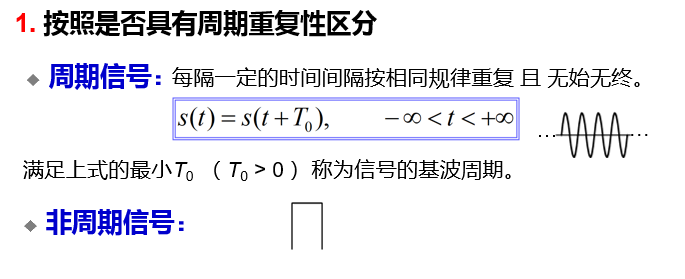 1. 按照是否具有周期重复性区分
周期信号：每隔一定的时间间隔按相同规律重复 且 无始无终。
s(t) = s(t+T₀),　　−∞ < t < +∞
... ...
满足上式的最小T₀ （ T₀ > 0 ） 称为信号的基波周期。
非周期信号：